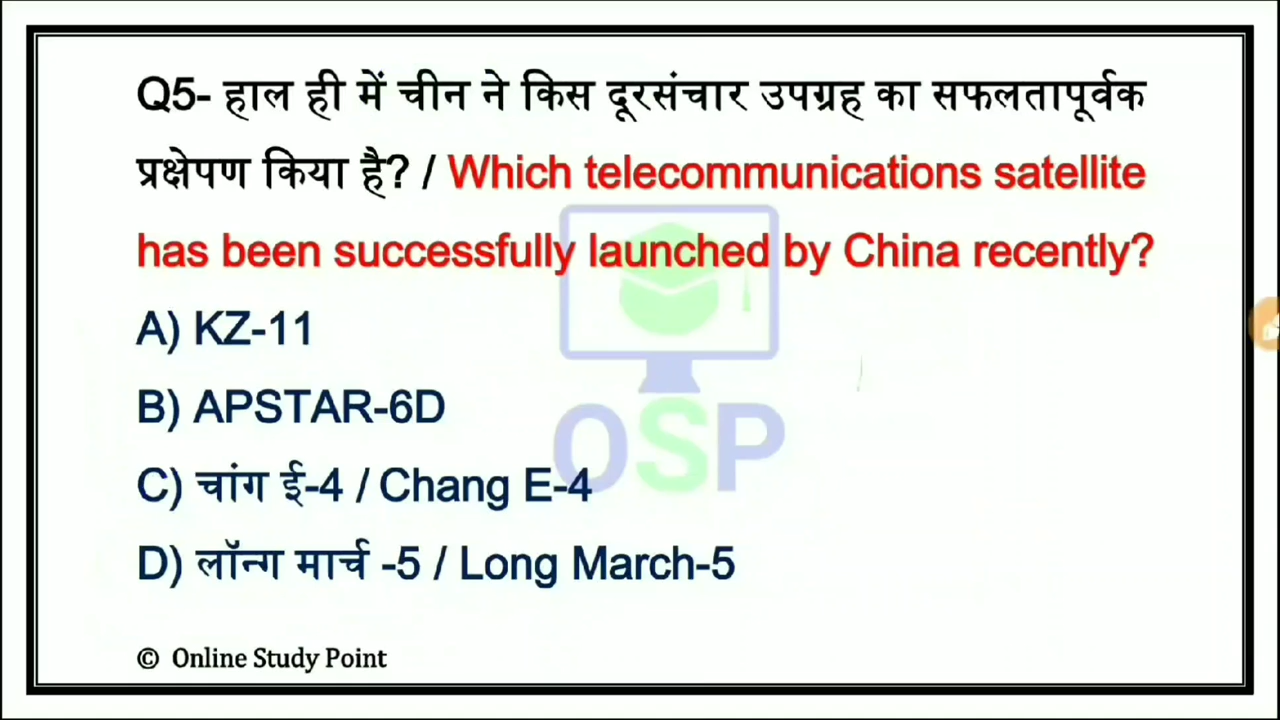 Q5- हाल ही में चीन ने किस दूरसंचार उपग्रह का सफलतापूर्वक
प्रक्षेपण किया है? / Which telecommunications satellite
has been successfully launched by China recently?
A) KZ-11
B) APSTAR-6D
C) चांग ई-4 / Chang E-4
D) लॉन्ग मार्च -5 / Long March-5
OSP
© Online Study Point